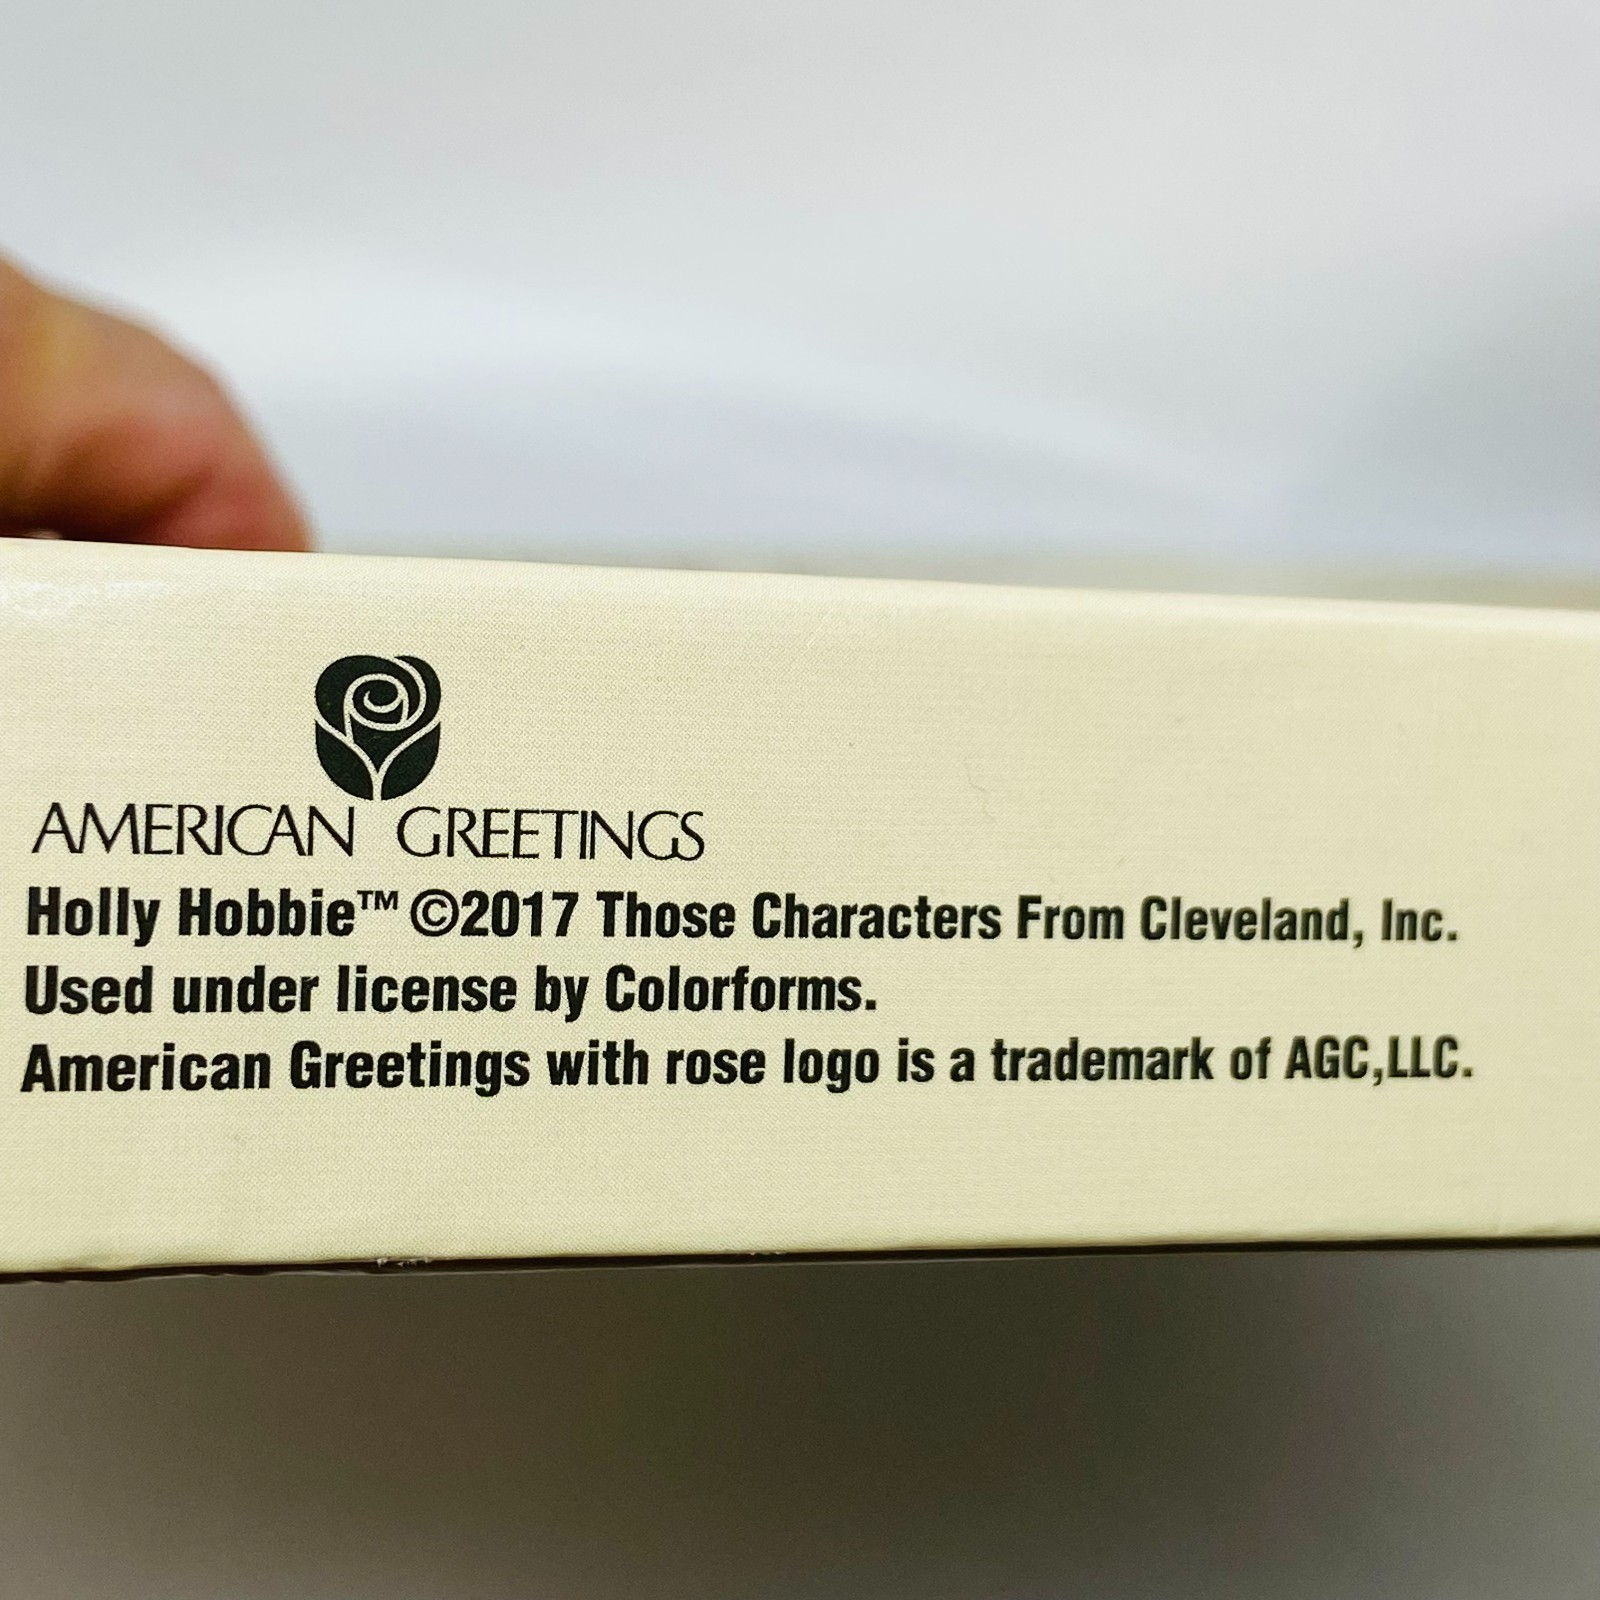 AMERICAN GREETINGS
Holly Hobbie™ ©2017 Those Characters From Cleveland, Inc.
Used under license by Colorforms.
American Greetings with rose logo is a trademark of AGC,LLC.